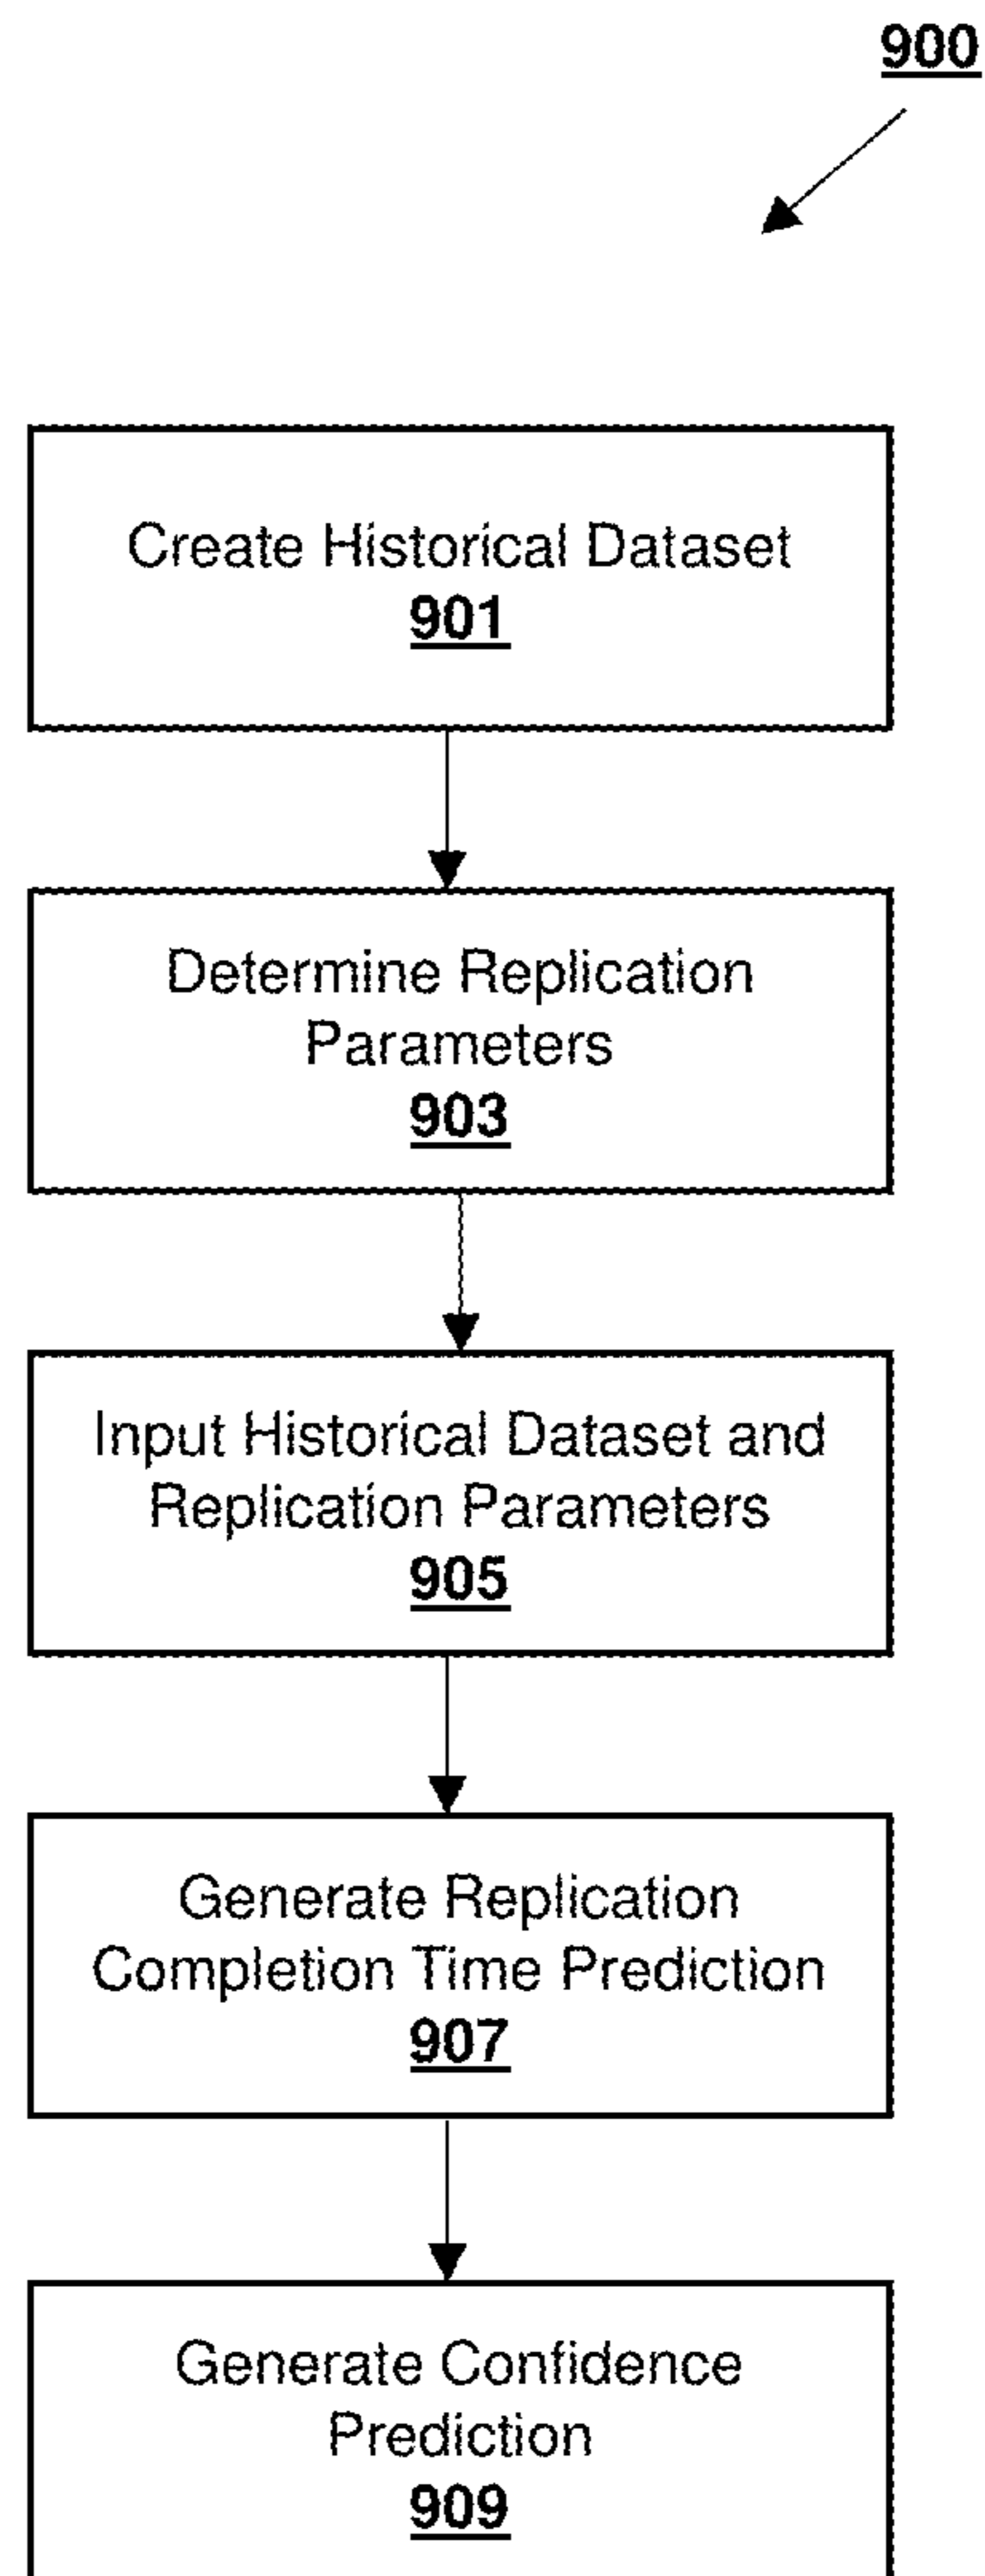 900
Create Historical Dataset
901
Determine Replication
Parameters
903
Input Historical Dataset and
Replication Parameters
905
Generate Replication
Completion Time Prediction
907
Generate Confidence
Prediction
909